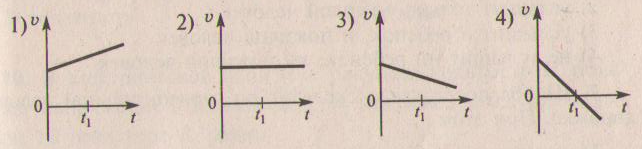 1) υ 0 t₁ t
2) υ 0 t₁ t
3) υ 0 t₁ t
4) υ 0 t₁ t